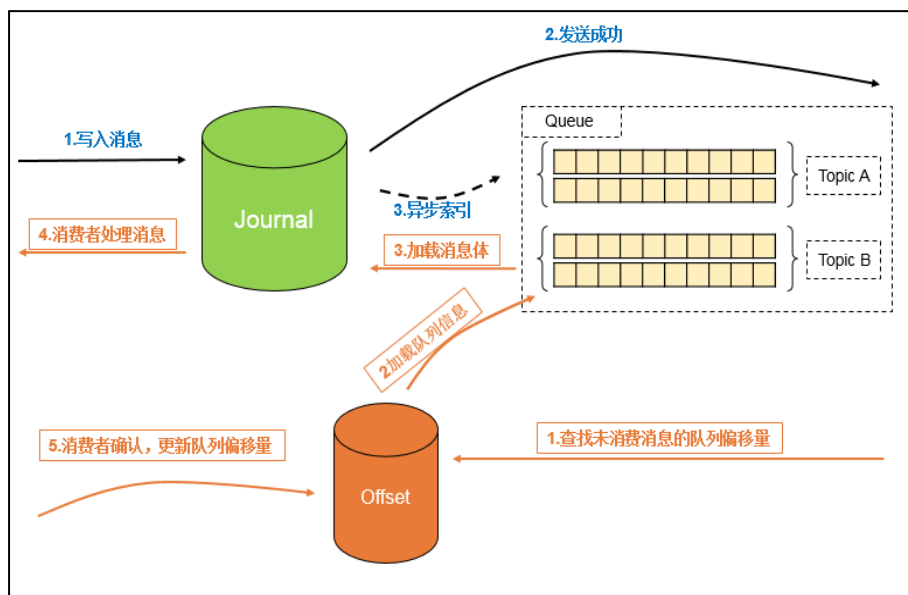 2.发送成功
Queue
1.写入消息
Topic A
Journal
3.异步索引
4.消费者处理消息
3.加载消息体
Topic B
2加载队列信息
1.查找未消费消息的队列偏移量
5.消费者确认，更新队列偏移量
Offset